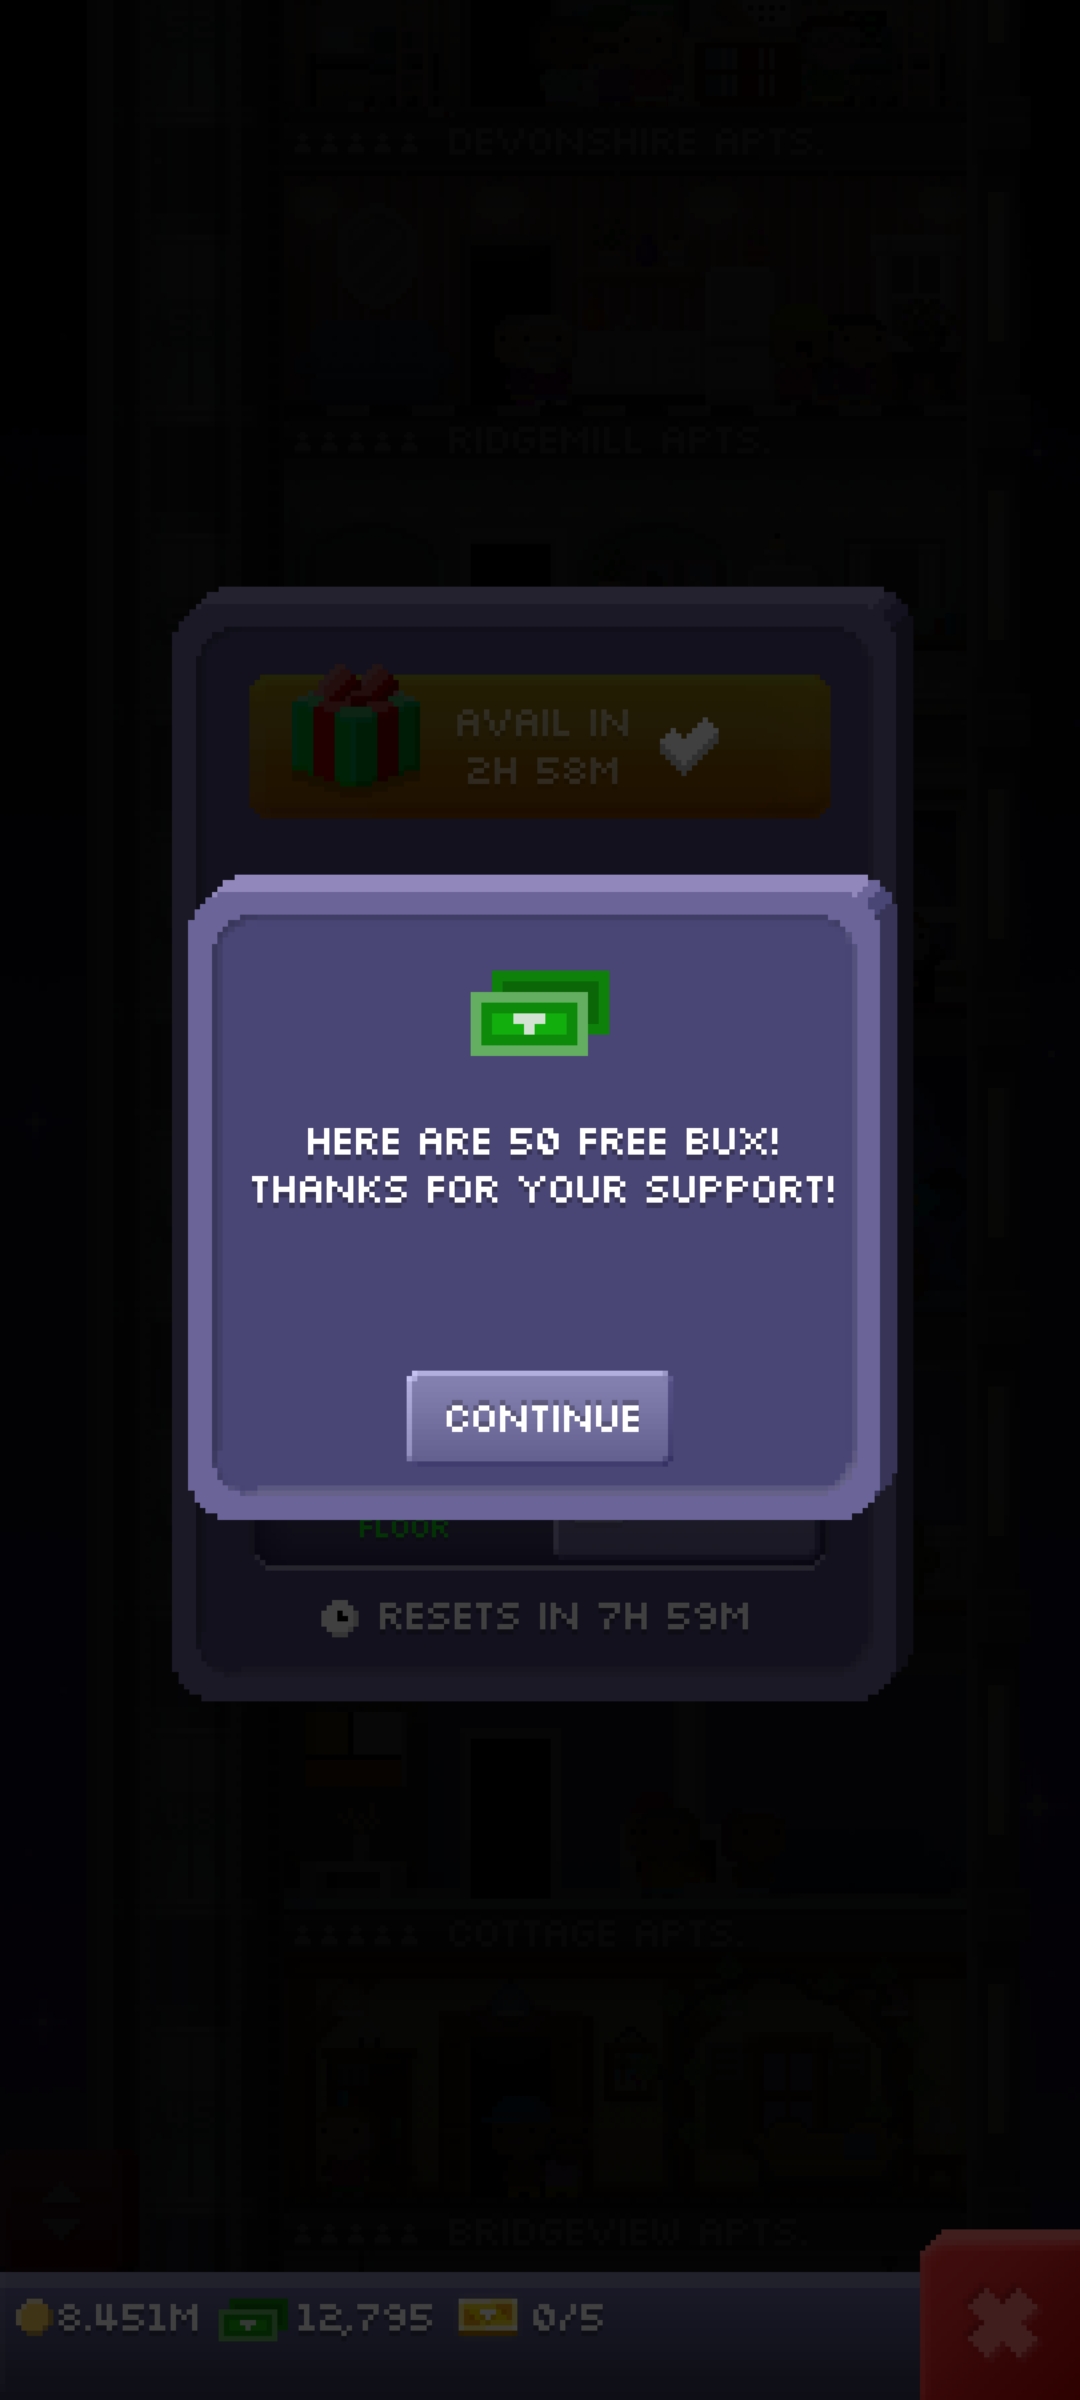 DEVONSHIRE APTS.
RIDGEMILL APTS.
AVAIL IN
2H 58M
HERE ARE 50 FREE BUX!
THANKS FOR YOUR SUPPORT!
CONTINUE
FLOOR
RESETS IN 7H 59M
COTTAGE APTS.
BRIDGEVIEW APTS.
8.451M 12,795 0/5